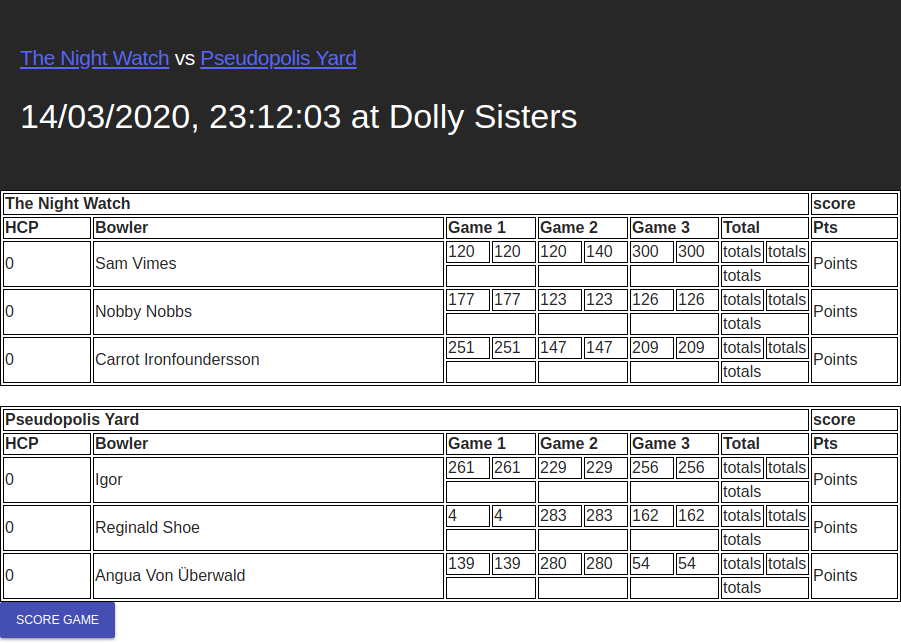 The Night Watch vs Pseudopolis Yard
14/03/2020, 23:12:03 at Dolly Sisters
The Night Watch score
HCP Bowler Game 1 Game 2 Game 3 Total Pts
0 Sam Vimes 120 120 120 140 300 300 totals totals Points
totals
0 Nobby Nobbs 177 177 123 123 126 126 totals totals Points
totals
0 Carrot Ironfoundersson 251 251 147 147 209 209 totals totals Points
totals
Pseudopolis Yard score
HCP Bowler Game 1 Game 2 Game 3 Total Pts
0 Igor 261 261 229 229 256 256 totals totals Points
totals
0 Reginald Shoe 4 4 283 283 162 162 totals totals Points
totals
0 Angua Von Überwald 139 139 280 280 54 54 totals totals Points
totals
SCORE GAME